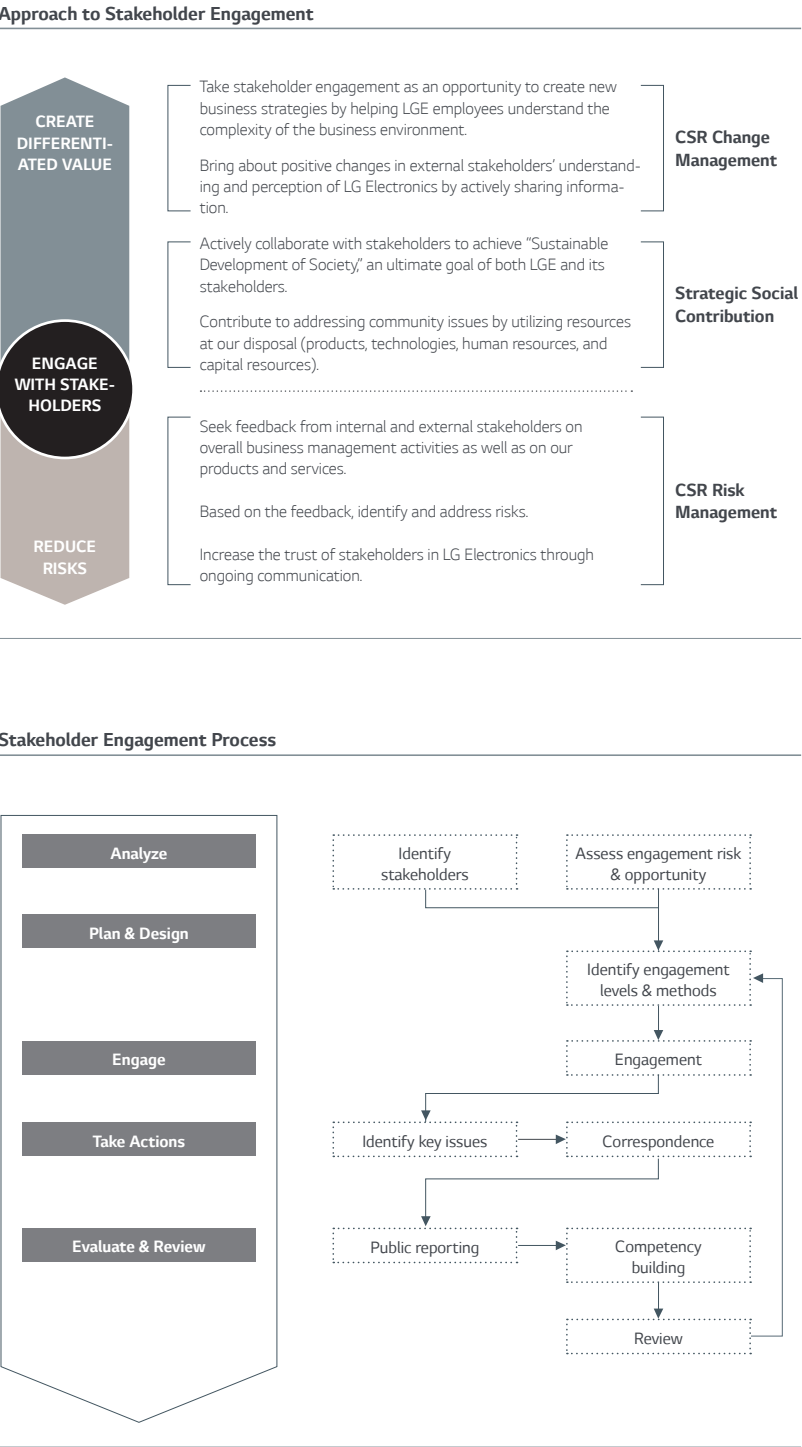 Approach to Stakeholder Engagement
CREATE
DIFFERENTI-
ATED VALUE
ENGAGE
WITH STAKE-
HOLDERS
REDUCE
RISKS
Take stakeholder engagement as an opportunity to create new
business strategies by helping LGE employees understand the
complexity of the business environment.
Bring about positive changes in external stakeholders’ understand-
ing and perception of LG Electronics by actively sharing informa-
tion.
CSR Change
Management
Actively collaborate with stakeholders to achieve “Sustainable
Development of Society,” an ultimate goal of both LGE and its
stakeholders.
Contribute to addressing community issues by utilizing resources
at our disposal (products, technologies, human resources, and
capital resources).
Strategic Social
Contribution
Seek feedback from internal and external stakeholders on
overall business management activities as well as on our
products and services.
Based on the feedback, identify and address risks.
Increase the trust of stakeholders in LG Electronics through
ongoing communication.
CSR Risk
Management
Stakeholder Engagement Process
Analyze
Plan & Design
Engage
Take Actions
Evaluate & Review
Identify
stakeholders
Assess engagement risk
& opportunity
Identify engagement
levels & methods
Engagement
Identify key issues
Correspondence
Public reporting
Competency
building
Review